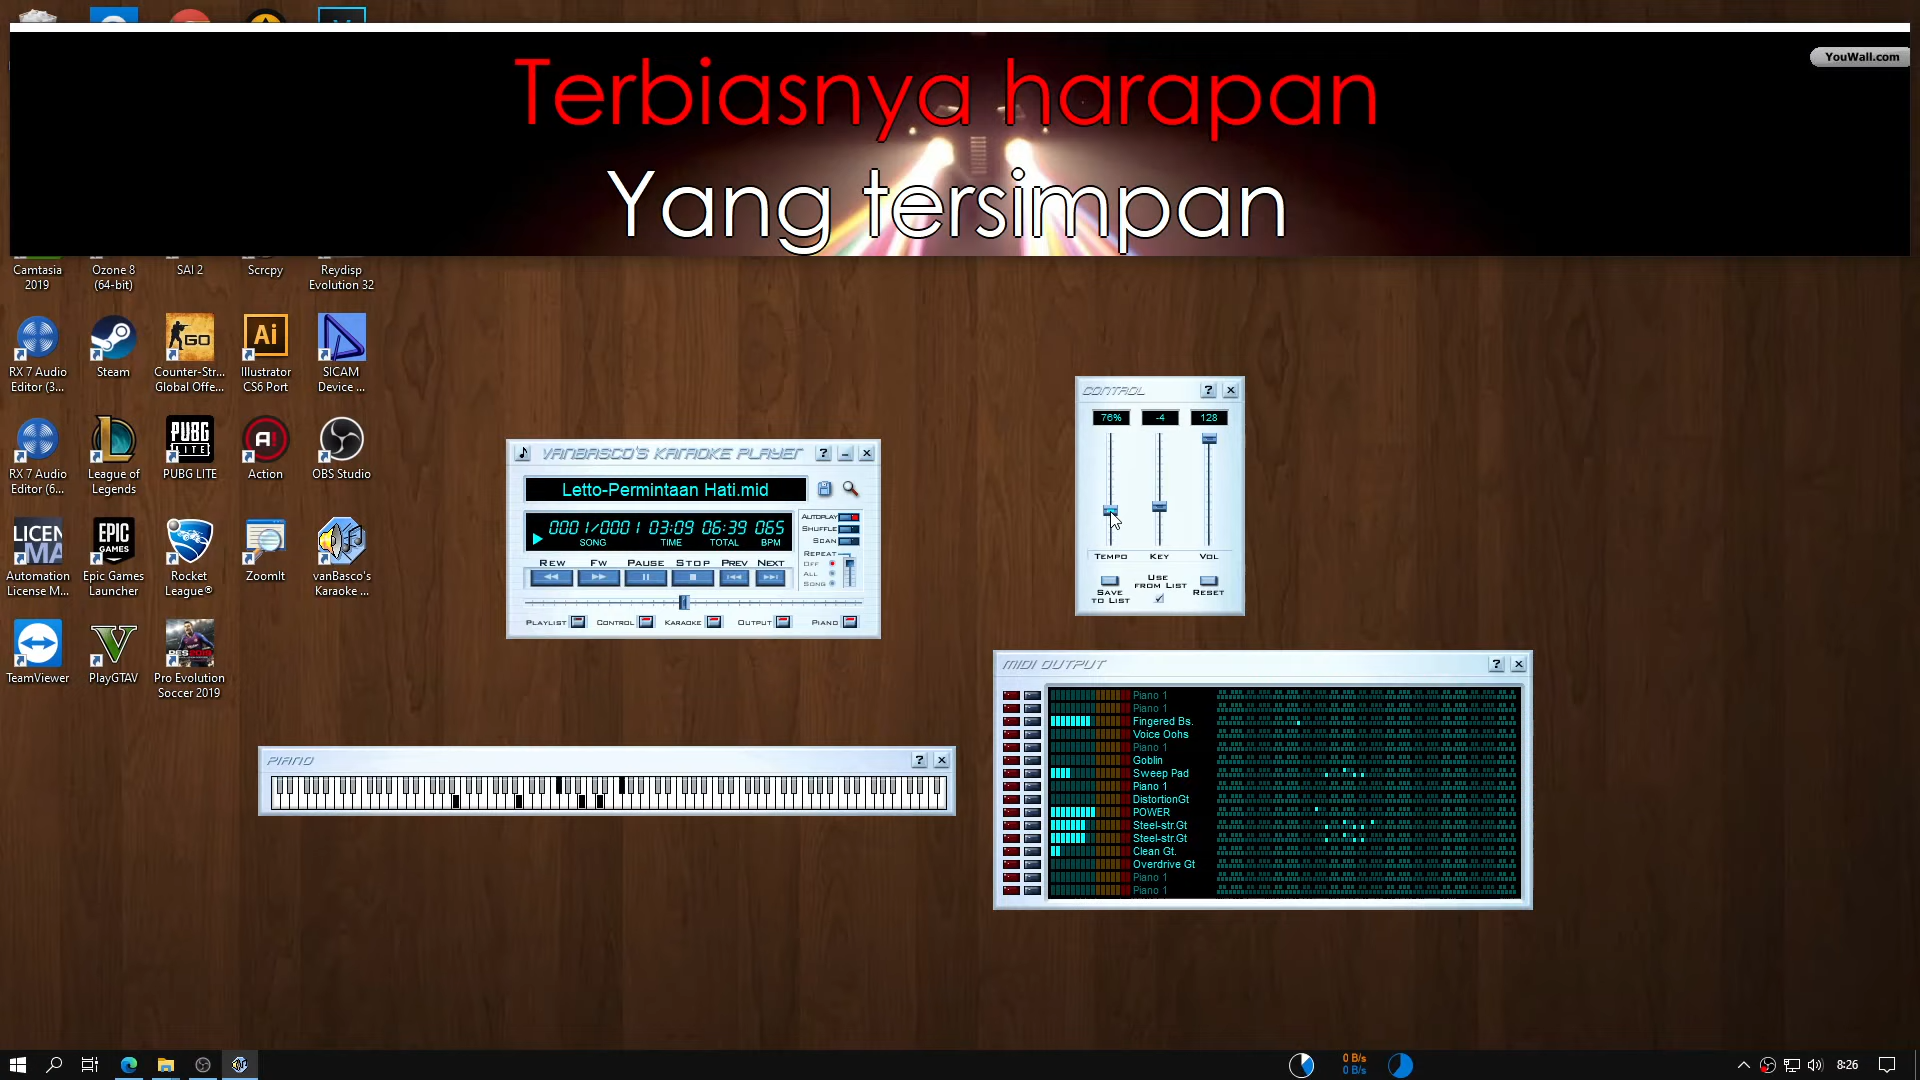 YouWall.com
Terbiasnya harapan
Yang tersimpan
Camtasia 2019
Ozone 8 (64-bit)
SAI 2
Scrcpy
Reydisp Evolution 32
RX 7 Audio Editor (3...
Steam
Counter-Str... Global Offe...
Illustrator CS6 Port
SICAM Device ...
RX 7 Audio Editor (6...
League of Legends
PUBG LITE
Action
OBS Studio
Automation License M...
Epic Games Launcher
Rocket League®
ZoomIt
vanBasco's Karaoke ...
TeamViewer
PlayGTAV
Pro Evolution Soccer 2019
VANBASCO'S KARAOKE PLAYER
Letto-Permintaan Hati.mid
0001/0001 03:09 06:39 065
SONG TIME TOTAL BPM
AUTOPLAY
SHUFFLE
SCAN
REPEAT
OFF
ALL
SONG
REW FW PAUSE STOP PREV NEXT
PLAYLIST CONTROL KARAOKE OUTPUT PIANO
CONTROL
76% -4 128
TEMPO KEY VOL
SAVE TO LIST
USE FROM LIST
RESET
MIDI OUTPUT
Piano 1
Piano 1
Fingered Bs.
Voice Oohs
Piano 1
Goblin
Sweep Pad
Piano 1
DistortionGt
POWER
Steel-str.Gt
Steel-str.Gt
Clean Gt.
Overdrive Gt
Piano 1
Piano 1
PIANO
0 B/s
0 B/s
8:26